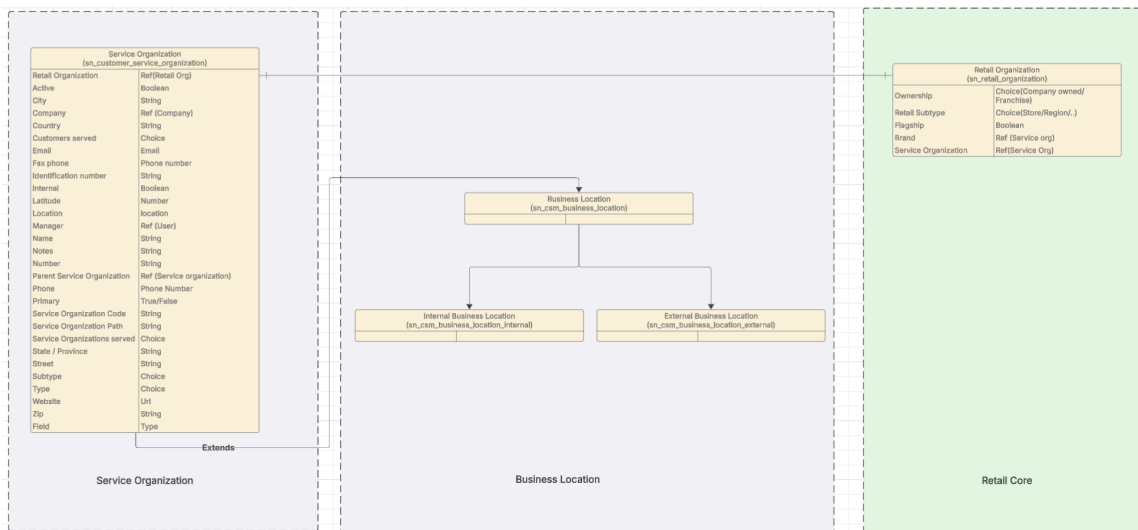 Service Organization
(sn_customer_service_organization)
Retail Organization Ref(Retail Org)
Active Boolean
City String
Company Ref (Company)
Country String
Customers served Choice
Email Email
Fax phone Phone number
Identification number String
Internal Boolean
Latitude Number
Location location
Manager Ref (User)
Name String
Notes String
Number String
Parent Service Organization Ref (Service organization)
Phone Phone Number
Primary True/False
Service Organization Code String
Service Organization Path String
Service Organizations served Choice
State / Province String
Street String
Subtype Choice
Type Choice
Website Url
Zip String
Field Type
Extends
Service Organization
Business Location
(sn_csm_business_location)
Internal Business Location
(sn_csm_business_location_internal)
External Business Location
(sn_csm_business_location_external)
Business Location
Retail Organization
(sn_retail_organization)
Ownership Choice(Company owned/
Franchise)
Retail Subtype Choice(Store/Region/..)
Flagship Boolean
Brand Ref (Service org)
Service Organization Ref(Service Org)
Retail Core